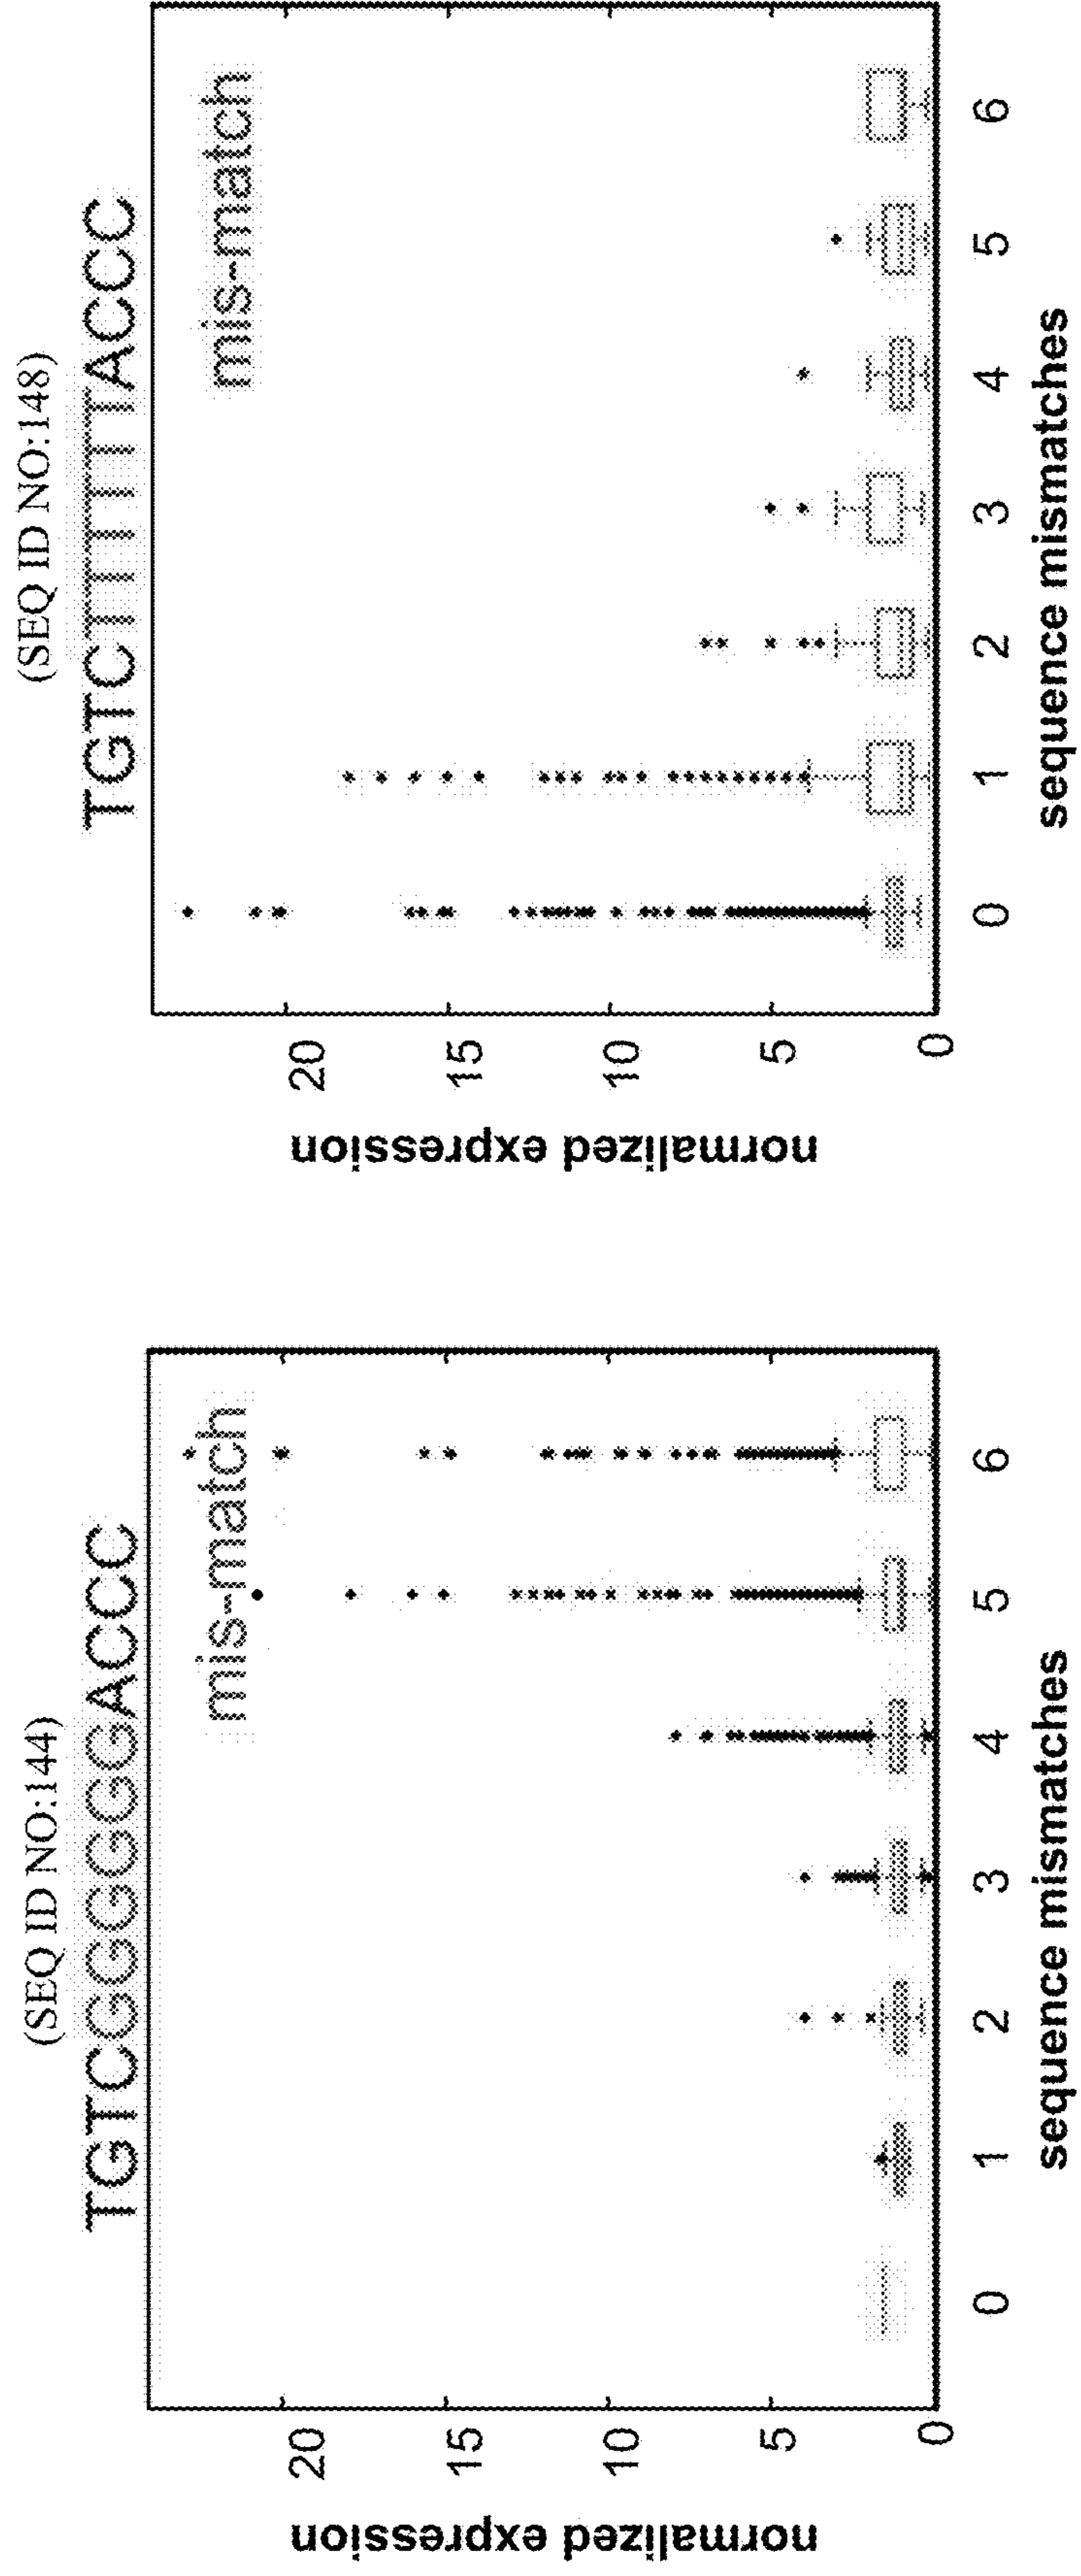 (SEQ ID NO:144)
TGTCGGGGGGACCC
mis-match
normalized expression
20
15
10
5
0
0 1 2 3 4 5 6
sequence mismatches
(SEQ ID NO:148)
TGTCTTTTTTACCC
mis-match
normalized expression
20
15
10
5
0
0 1 2 3 4 5 6
sequence mismatches